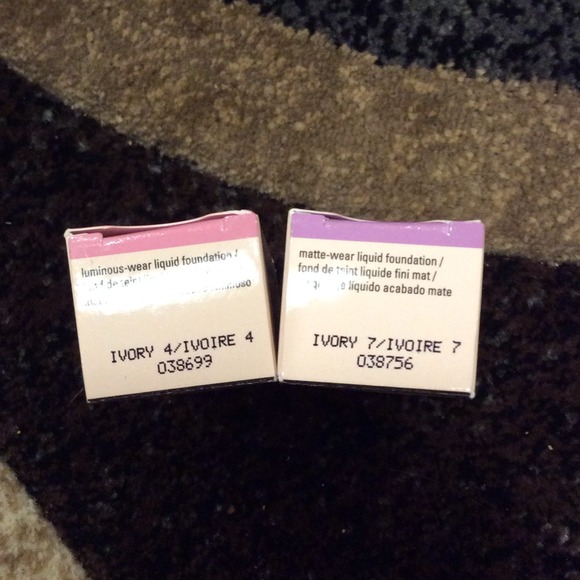 luminous-wear liquid foundation /
IVORY 4/IVOIRE 4
038699
matte-wear liquid foundation /
fond de teint liquide fini mat /
líquido acabado mate
IVORY 7/IVOIRE 7
038756